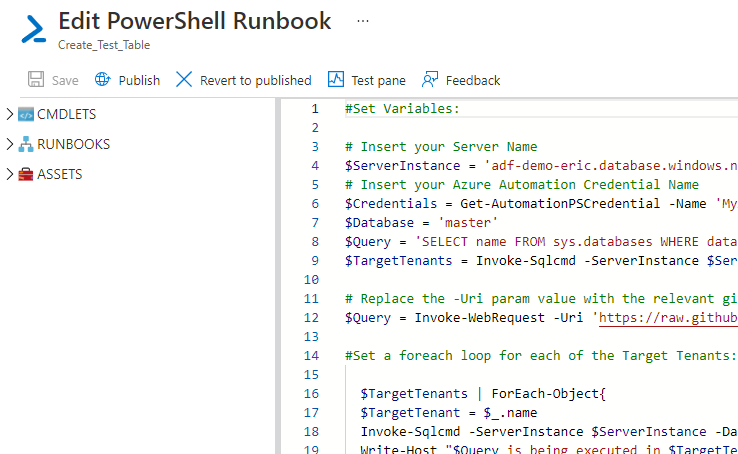 Edit PowerShell Runbook ...
Create_Test_Table
Save Publish Revert to published Test pane Feedback
CMDLETS
RUNBOOKS
ASSETS
1 #Set Variables:
2
3 # Insert your Server Name
4 $ServerInstance = 'adf-demo-eric.database.windows.n
5 # Insert your Azure Automation Credential Name
6 $Credentials = Get-AutomationPSCredential -Name 'My
7 $Database = 'master'
8 $Query = 'SELECT name FROM sys.databases WHERE data
9 $TargetTenants = Invoke-Sqlcmd -ServerInstance $Ser
10
11 # Replace the -Uri param value with the relevant gi
12 $Query = Invoke-WebRequest -Uri 'https://raw.github
13
14 #Set a foreach loop for each of the Target Tenants:
15
16 $TargetTenants | ForEach-Object{
17 $TargetTenant = $_.name
18 Invoke-Sqlcmd -ServerInstance $ServerInstance -Da
19 Write-Host "$Query is being executed in $TargetTe